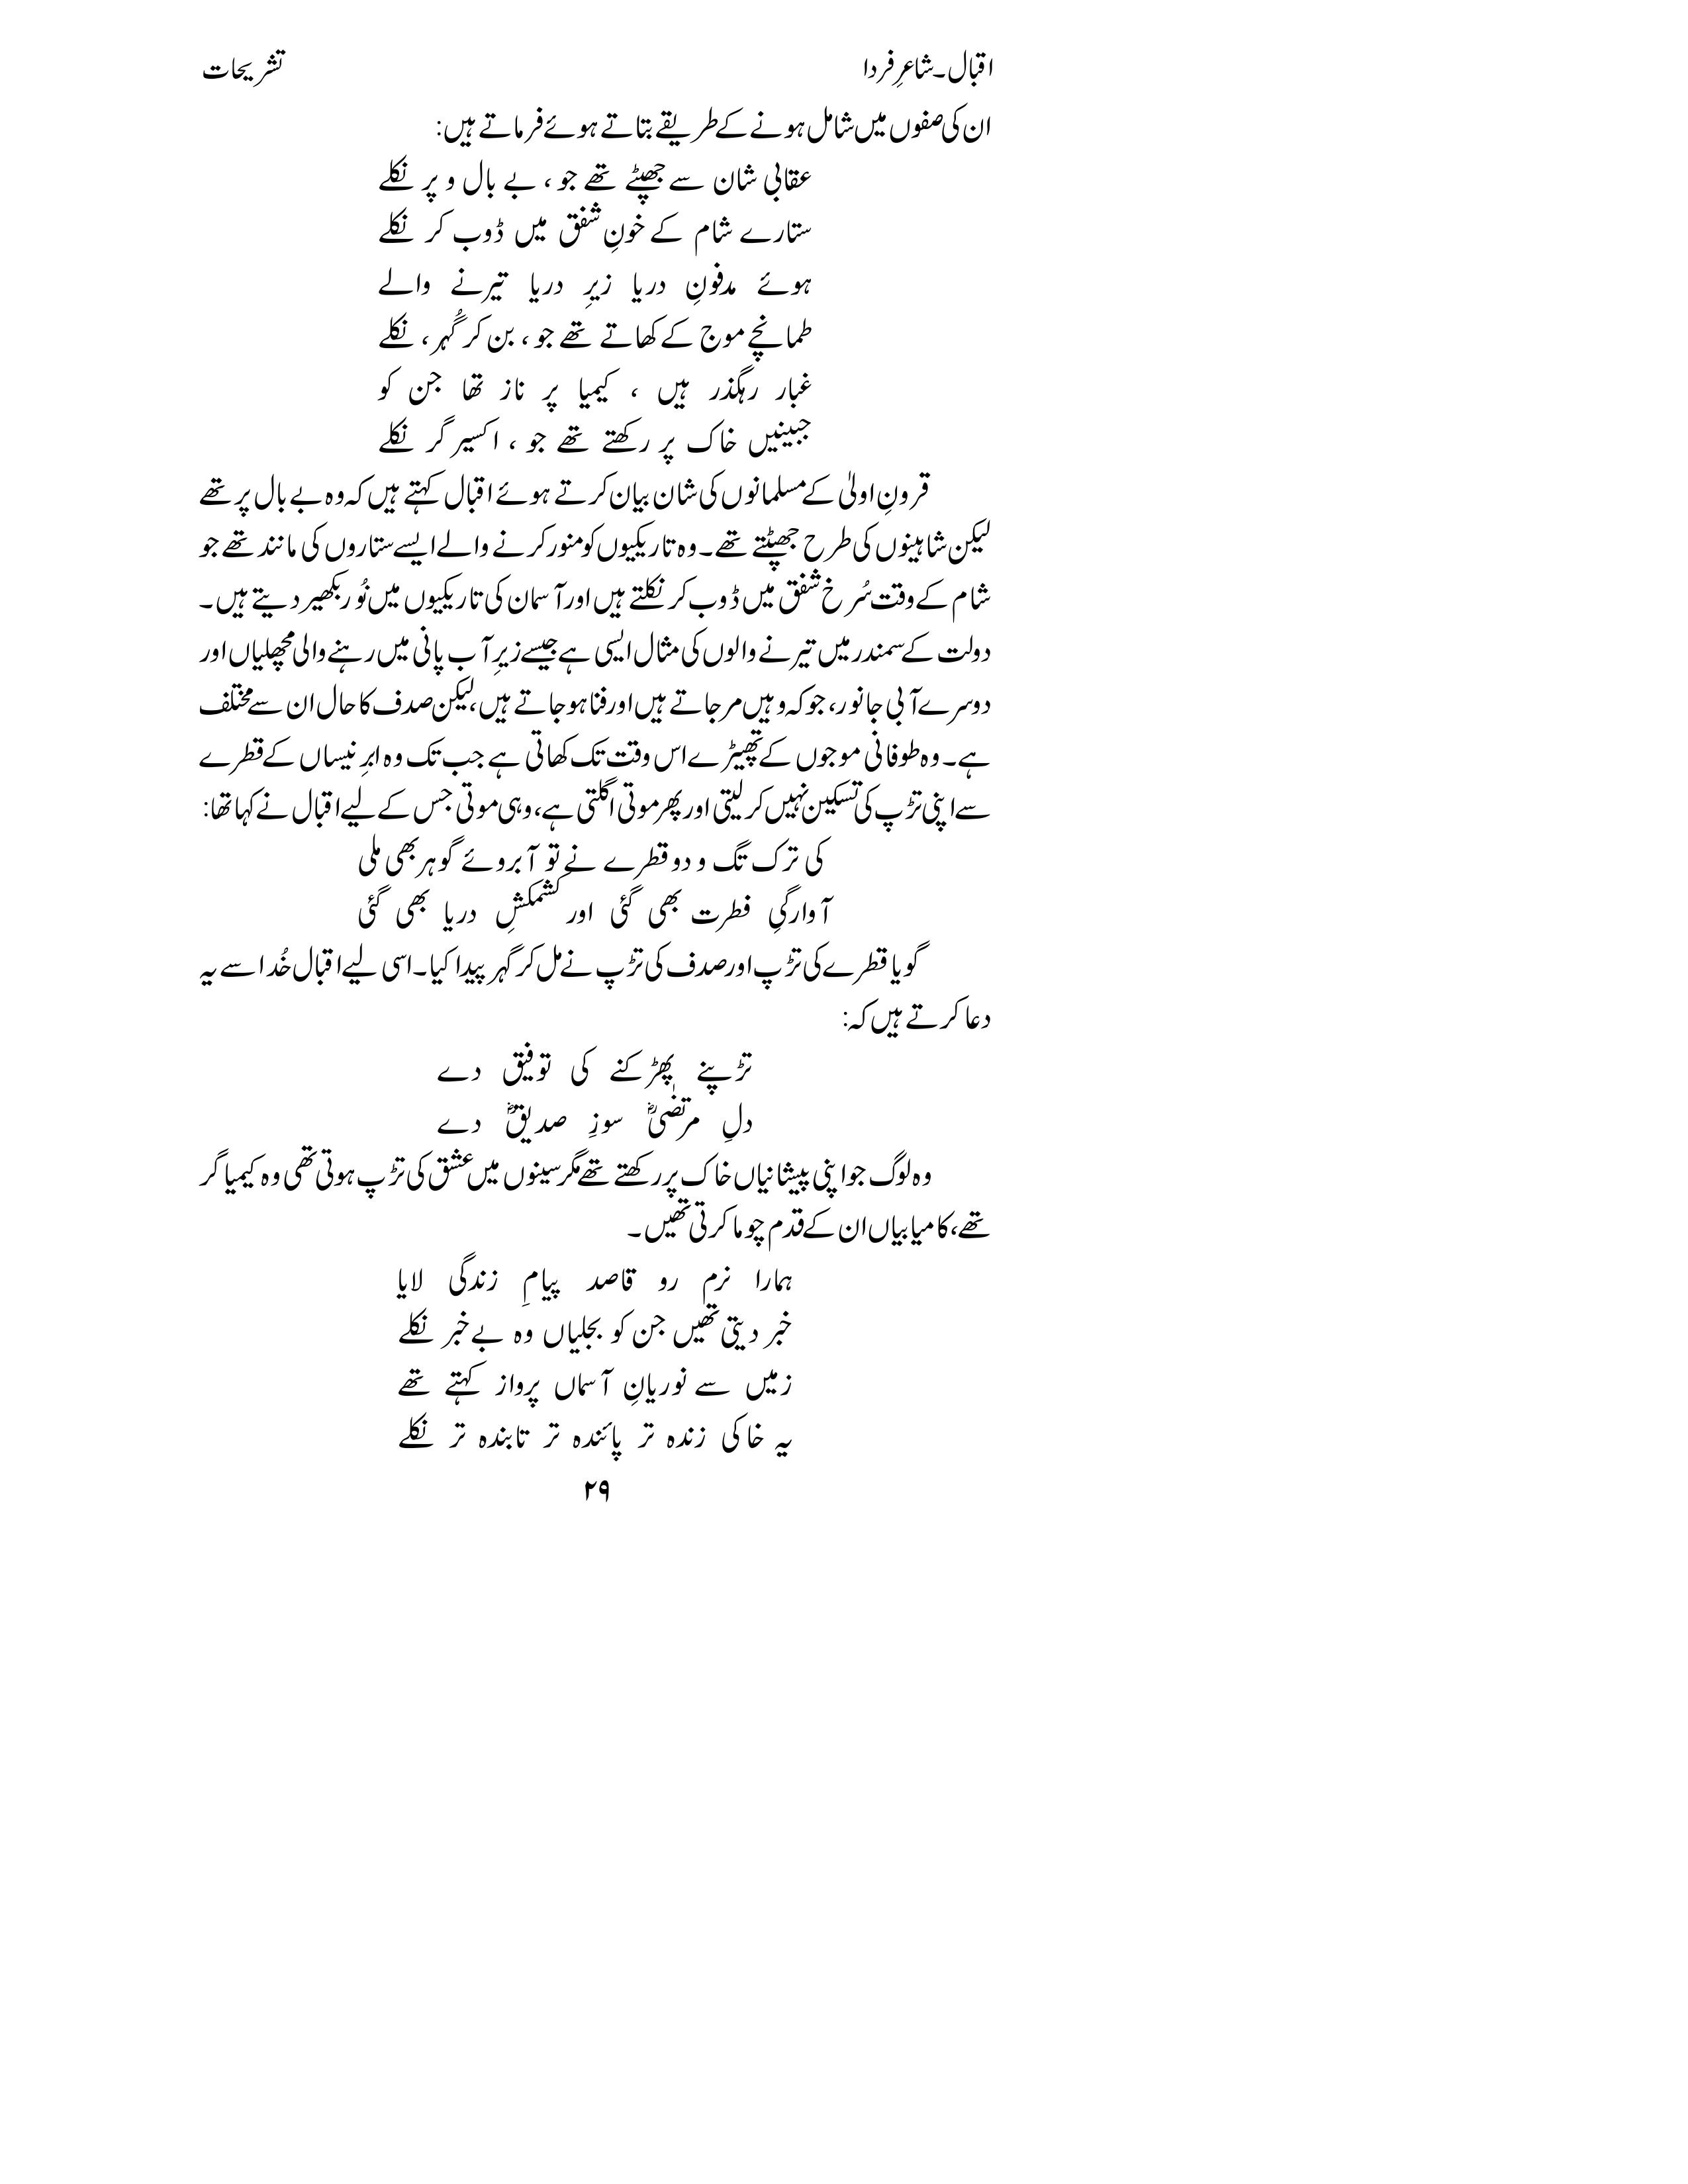 اقبال۔شاعرِ فردا تشریحات
ان کی صفوں میں شامل ہونے کے طریقے بتاتے ہوئے فرماتے ہیں:
عقابی شان سے جھپٹے تھے جو ، بے بال و پر نکلے
ستارے شام کے خونِ شفق میں ڈوب کر نکلے
ہوئے مدفونِ دریا زیرِ دریا تیرنے والے
طمانچے موج کے کھاتے تھے جو ، بن کر گُہر ، نکلے
غبار رہگذر ہیں ، کیمیا پر ناز تھا جن کو
جبینیں خاک پر رکھتے تھے جو ، اکسیر گر نکلے
قرونِ اولیٰ کے مسلمانوں کی شان بیان کرتے ہوئے اقبال کہتے ہیں کہ وہ بے بال پر تھے
لیکن شاہینوں کی طرح جھپٹتے تھے۔ وہ تاریکیوں کو منور کرنے والے ایسے ستاروں کی مانند تھے جو
شام کے وقت سُرخ شفق میں ڈوب کر نکلتے ہیں اور آسمان کی تاریکیوں میں نُور بکھیر دیتے ہیں۔
دولت کے سمندر میں تیرنے والوں کی مثال ایسی ہے جیسے زیرِ آب پانی میں رہنے والی مچھلیاں اور
دوسرے آبی جانور، جو کہ وہیں مر جاتے ہیں اور فنا ہو جاتے ہیں، لیکن صدف کا حال ان سے مختلف
ہے۔ وہ طوفانی موجوں کے تھپیڑے اس وقت تک کھاتی ہے جب تک وہ ابرِ نیساں کے قطرے
سے اپنی تڑپ کی تسکین نہیں کر لیتی اور پھر موتی اگلتی ہے، وہی موتی جس کے لیے اقبال نے کہا تھا:
کی ترک تگ و دو قطرے نے تو آبروئے گوہر بھی ملی
آوارگیِ فطرت بھی گئی اور کشمکشِ دریا بھی گئی
گویا قطرے کی تڑپ اور صدف کی تڑپ نے مل کر گہر پیدا کیا۔ اسی لیے اقبال خُدا سے یہ
دعا کرتے ہیں کہ:
تڑپنے پھڑکنے کی توفیق دے
دلِ مرتضٰیؓ سوزِ صدیقؓ دے
وہ لوگ جو اپنی پیشانیاں خاک پر رکھتے تھے مگر سینوں میں عشق کی تڑپ ہوتی تھی وہ کیمیا گر
تھے، کامیابیاں ان کے قدم چوما کرتی تھیں۔
ہمارا نرم رو قاصد پیامِ زندگی لایا
خبر دیتی تھیں جن کو بجلیاں وہ بے خبر نکلے
زمیں سے نوریانِ آسماں پرواز کہتے تھے
یہ خاکی زندہ تر پائندہ تر تابندہ تر نکلے
۲۹